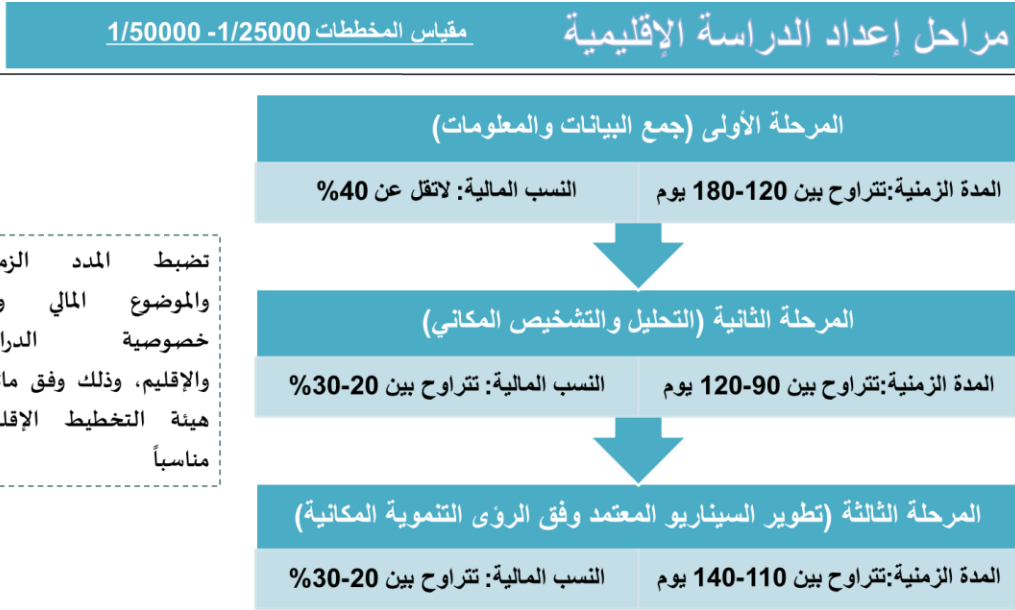 مراحل إعداد الدراسة الإقليمية
مقياس المخططات 1/25000- 1/50000
المرحلة الأولى (جمع البيانات والمعلومات)
المدة الزمنية:تتراوح بين 120-180 يوم
النسب المالية: لاتقل عن 40%
المرحلة الثانية (التحليل والتشخيص المكاني)
المدة الزمنية:تتراوح بين 90-120 يوم
النسب المالية: تتراوح بين 20-30%
المرحلة الثالثة (تطوير السيناريو المعتمد وفق الرؤى التنموية المكانية)
المدة الزمنية:تتراوح بين 110-140 يوم
النسب المالية: تتراوح بين 20-30%
تضبط المدد
والموضوع المالي
خصوصية
والإقليم، وذلك وفق
هيئة التخطيط
مناسباً